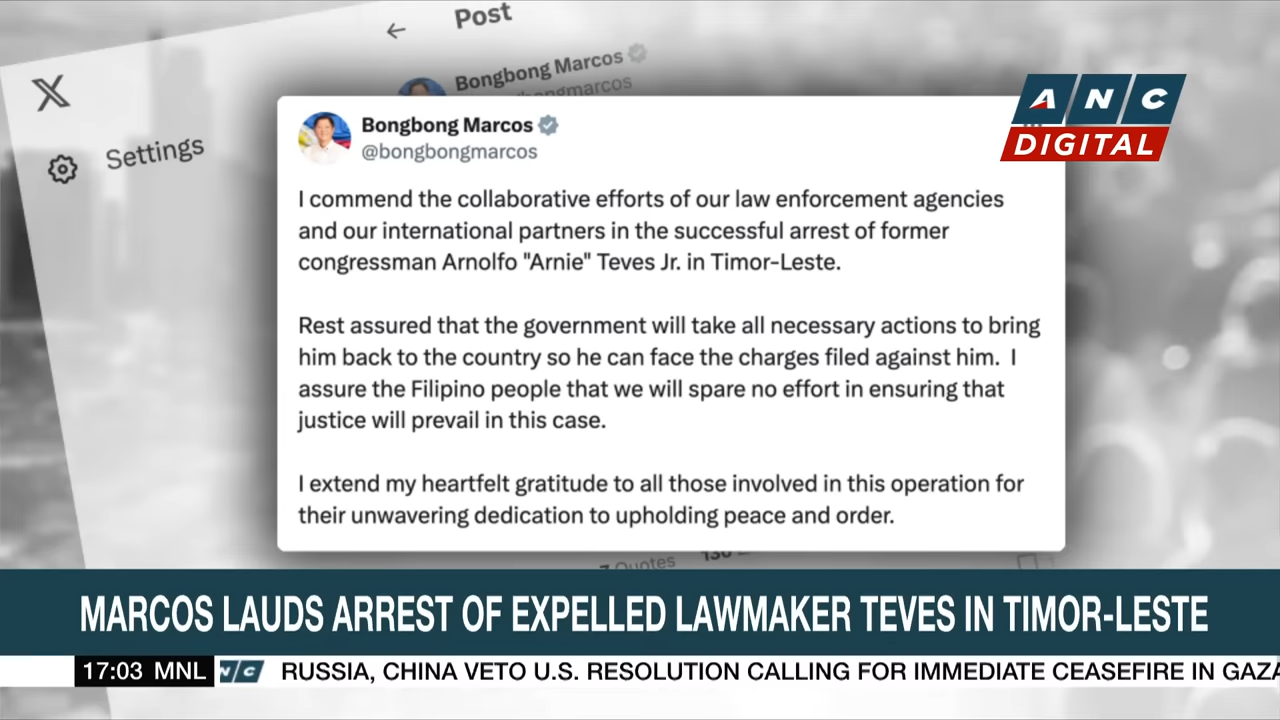 Post
Bongbong Marcos
bongmarcos
Settings
ANC
DIGITAL
Bongbong Marcos
@bongbongmarcos
I commend the collaborative efforts of our law enforcement agencies
and our international partners in the successful arrest of former
congressman Arnolfo "Arnie" Teves Jr. in Timor-Leste.
Rest assured that the government will take all necessary actions to bring
him back to the country so he can face the charges filed against him. I
assure the Filipino people that we will spare no effort in ensuring that
justice will prevail in this case.
I extend my heartfelt gratitude to all those involved in this operation for
their unwavering dedication to upholding peace and order.
Quotes
MARCOS LAUDS ARREST OF EXPELLED LAWMAKER TEVES IN TIMOR-LESTE
17:03 MNL
RUSSIA, CHINA VETO U.S. RESOLUTION CALLING FOR IMMEDIATE CEASEFIRE IN GAZA